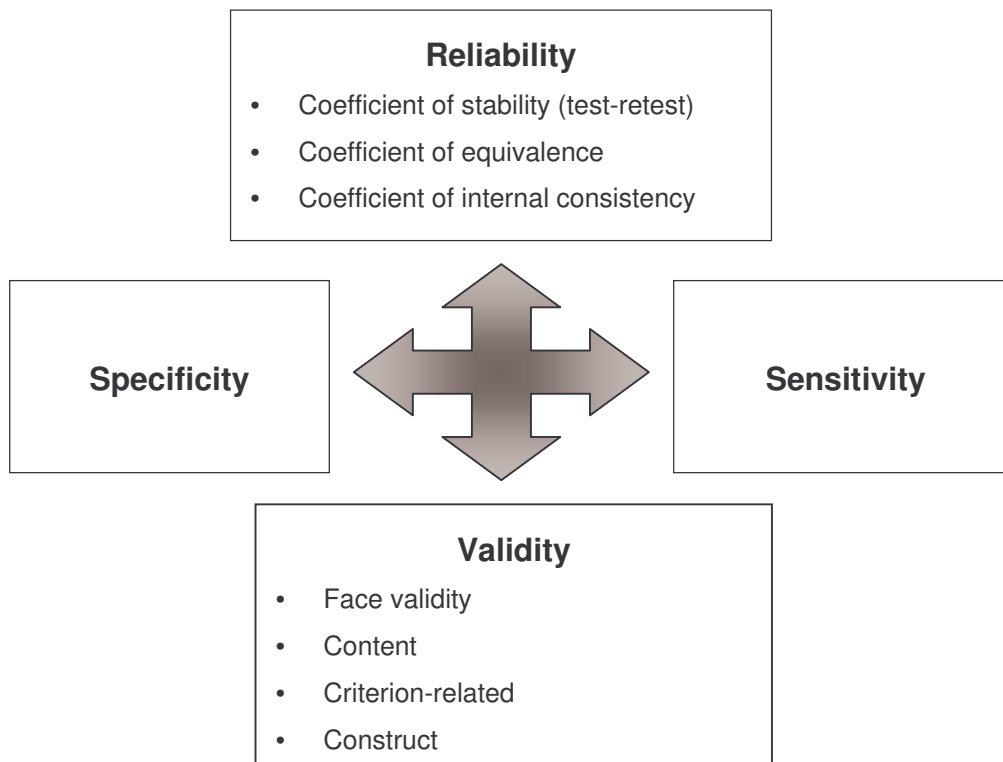 Reliability
• Coefficient of stability (test-retest)
• Coefficient of equivalence
• Coefficient of internal consistency
Specificity
Sensitivity
Validity
• Face validity
• Content
• Criterion-related
• Construct